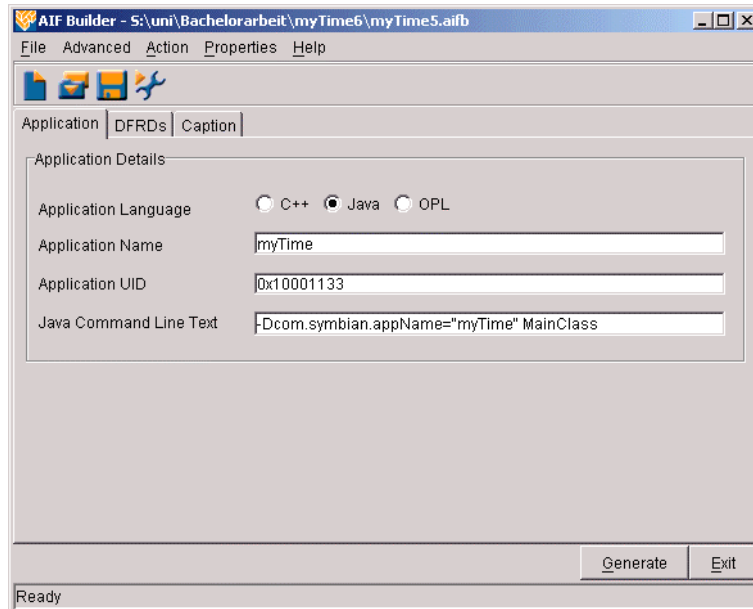 AIF Builder - S:\uni\Bachelorarbeit\myTime6\myTime5.aifb
File Advanced Action Properties Help
Application DFRDs Caption
Application Details
Application Language C++ Java OPL
Application Name myTime
Application UID 0x10001133
Java Command Line Text -Dcom.symbian.appName="myTime" MainClass
Generate Exit
Ready